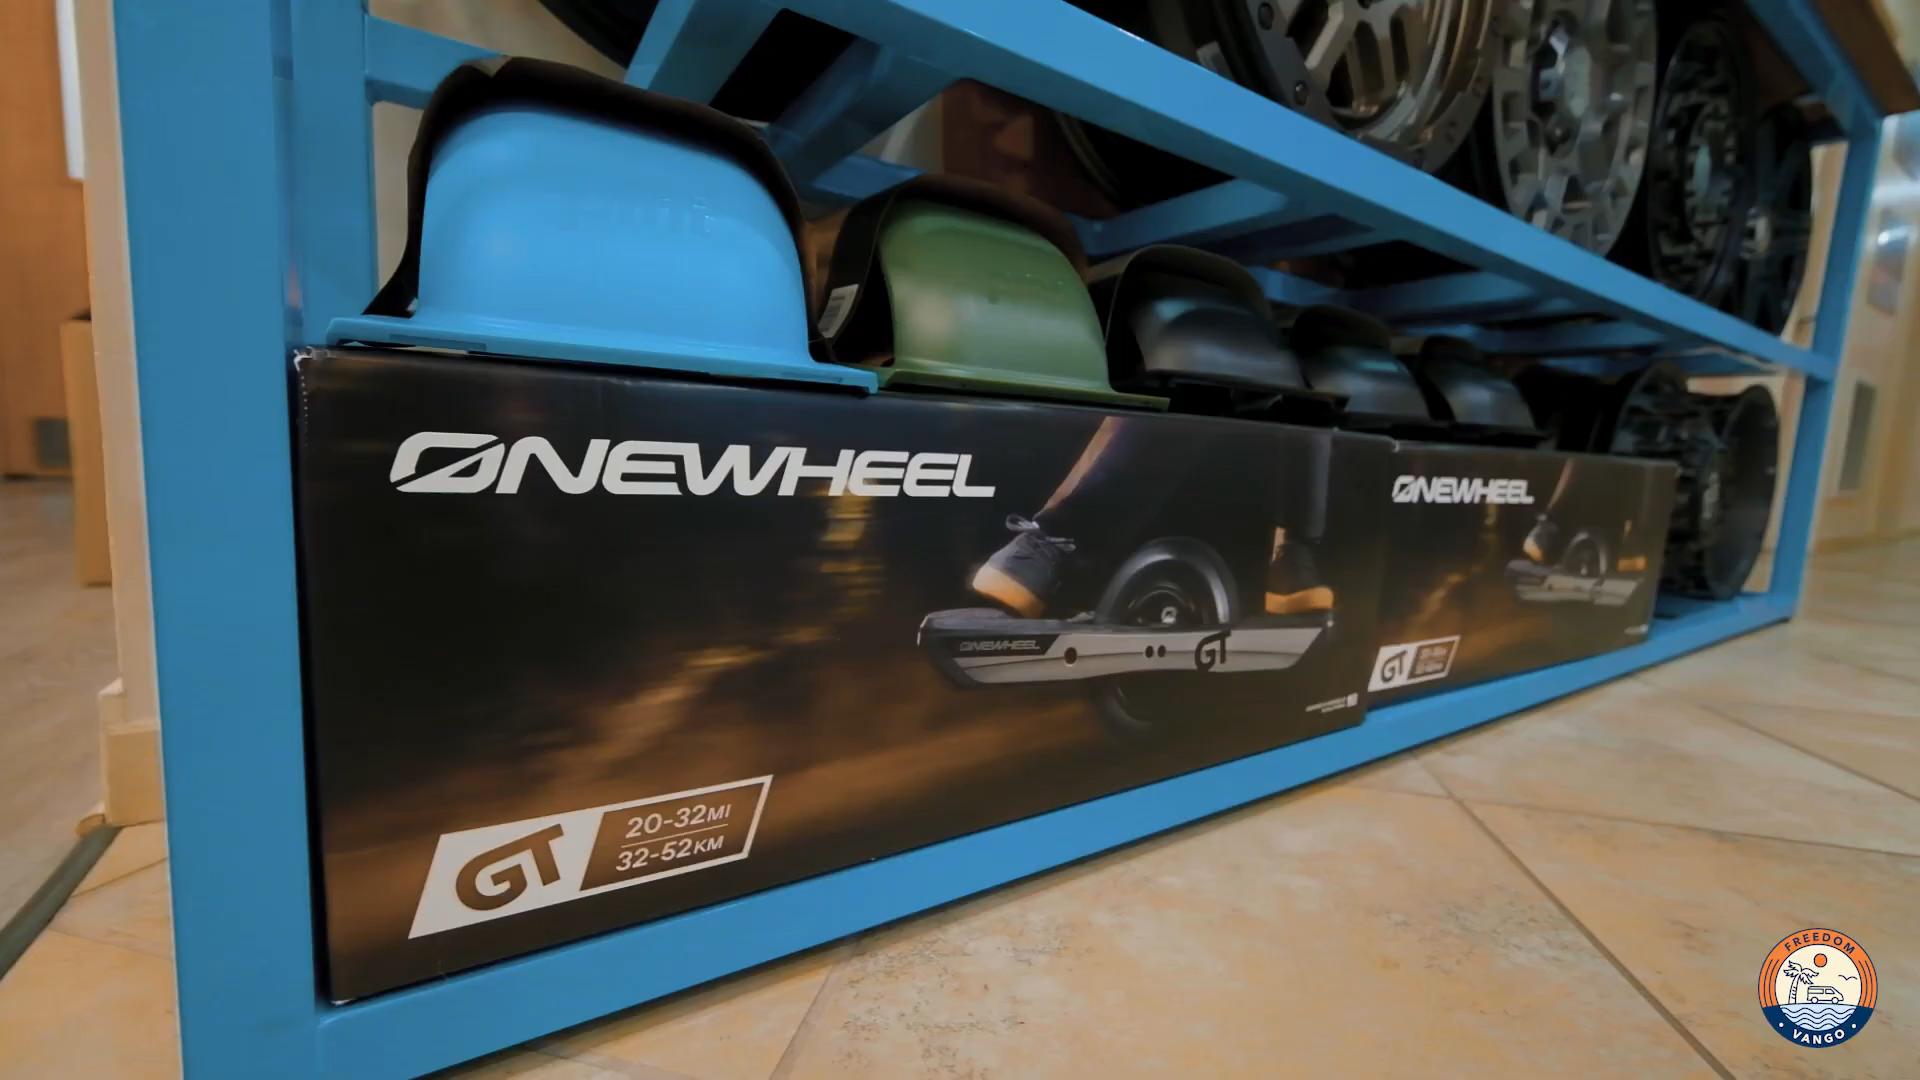 ONEWHEEL
ONEWHEEL
GT
GT
20-32MI
32-52KM
ONEWHEEL
GT
FREEDOM
VANGO